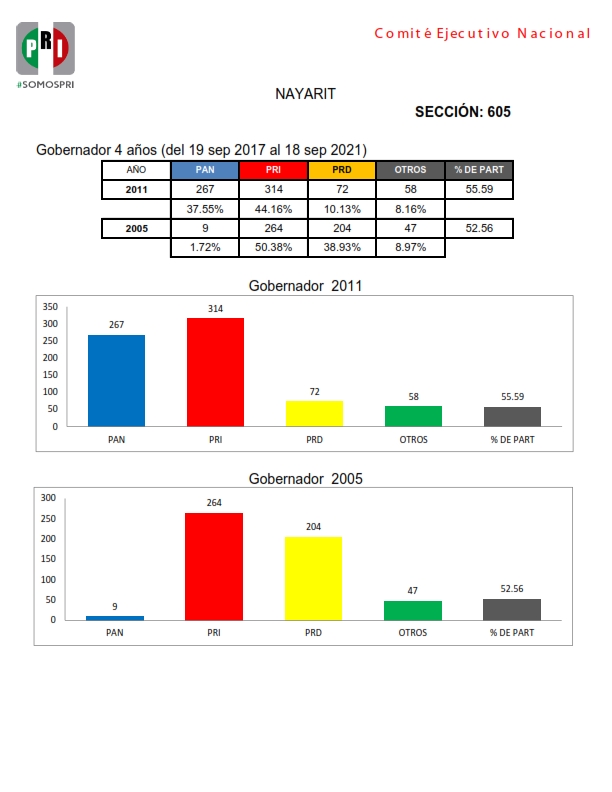 Comité Ejecutivo Nacional
PRI
#SOMOSPRI
NAYARIT
SECCIÓN: 605
Gobernador 4 años (del 19 sep 2017 al 18 sep 2021)
AÑO PAN PRI PRD OTROS % DE PART
2011 267 314 72 58 55.59
37.55% 44.16% 10.13% 8.16%
2005 9 264 204 47 52.56
1.72% 50.38% 38.93% 8.97%
Gobernador 2011
350
300
250
200
150
100
50
0
267
314
72
58
55.59
PAN PRI PRD OTROS % DE PART
Gobernador 2005
300
250
200
150
100
50
0
9
264
204
47
52.56
PAN PRI PRD OTROS % DE PART